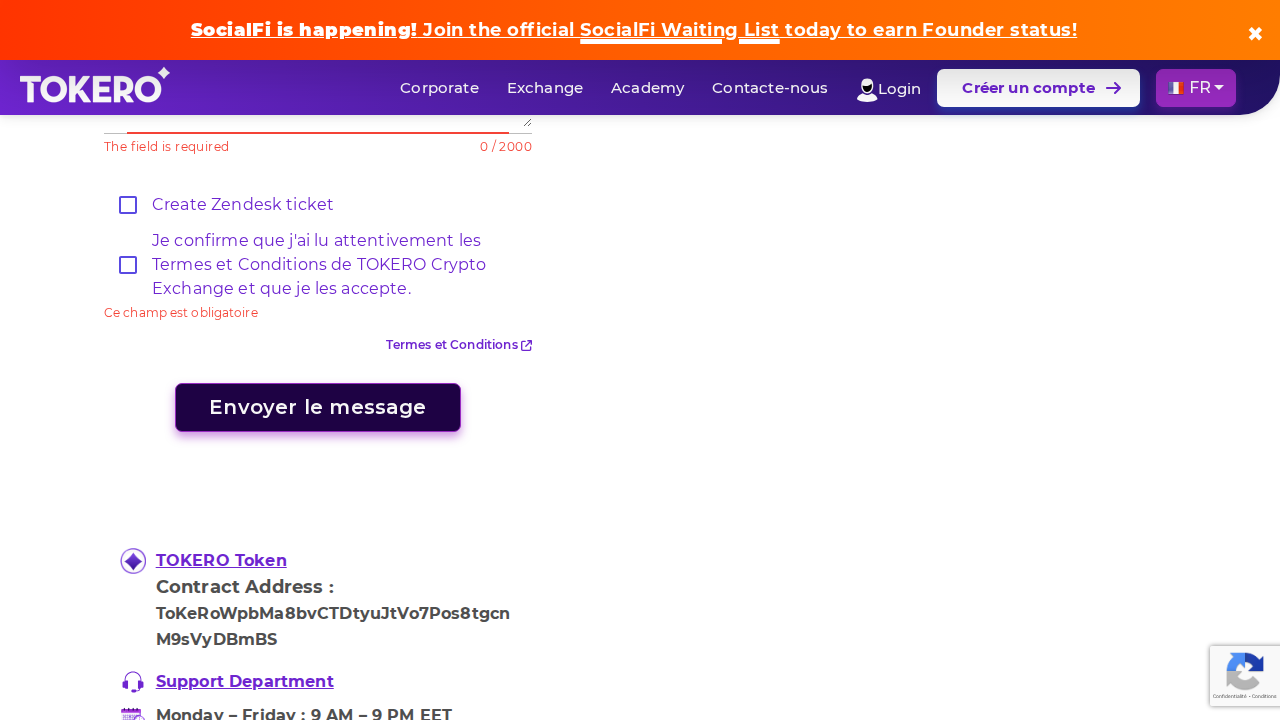 SocialFi is happening! Join the official SocialFi Waiting List today to earn Founder status!
✖
TOKERO
Corporate Exchange Academy Contacte-nous Login Créer un compte FR
The field is required 0 / 2000
Create Zendesk ticket
Je confirme que j'ai lu attentivement les
Termes et Conditions de TOKERO Crypto
Exchange et que je les accepte.
Ce champ est obligatoire
Termes et Conditions
Envoyer le message
TOKERO Token
Contract Address :
ToKeRoWpbMa8bvCTDtyuJtVo7Pos8tgcn
M9sVyDBmBS
Support Department
Monday – Friday : 9 AM – 9 PM EET
Confidentialité - Conditions